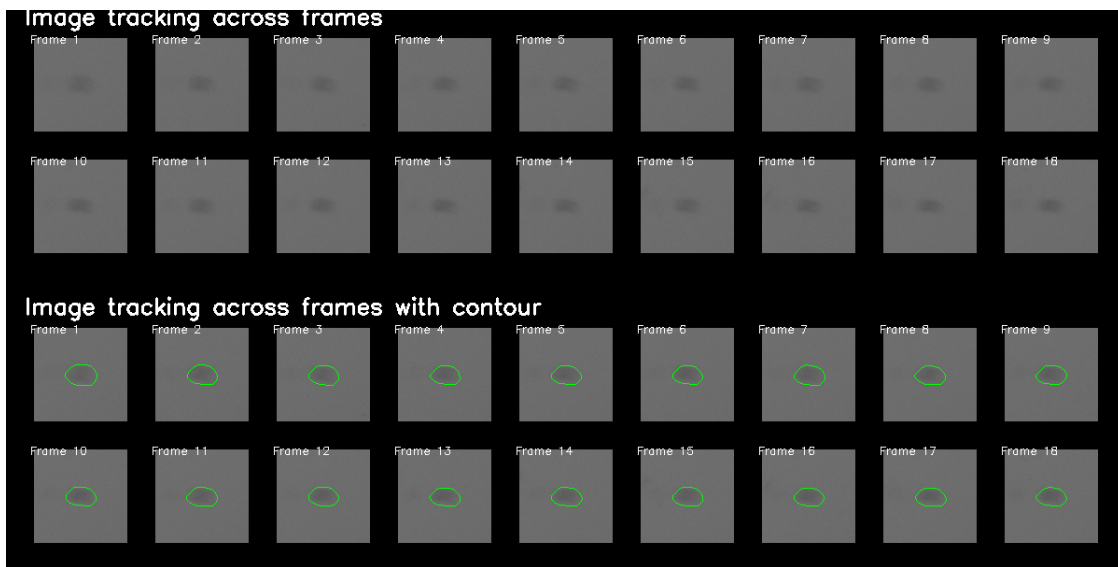 Image tracking across frames
Frame 1 Frame 2 Frame 3 Frame 4 Frame 5 Frame 6 Frame 7 Frame 8 Frame 9
Frame 10 Frame 11 Frame 12 Frame 13 Frame 14 Frame 15 Frame 16 Frame 17 Frame 18
Image tracking across frames with contour
Frame 1 Frame 2 Frame 3 Frame 4 Frame 5 Frame 6 Frame 7 Frame 8 Frame 9
Frame 10 Frame 11 Frame 12 Frame 13 Frame 14 Frame 15 Frame 16 Frame 17 Frame 18